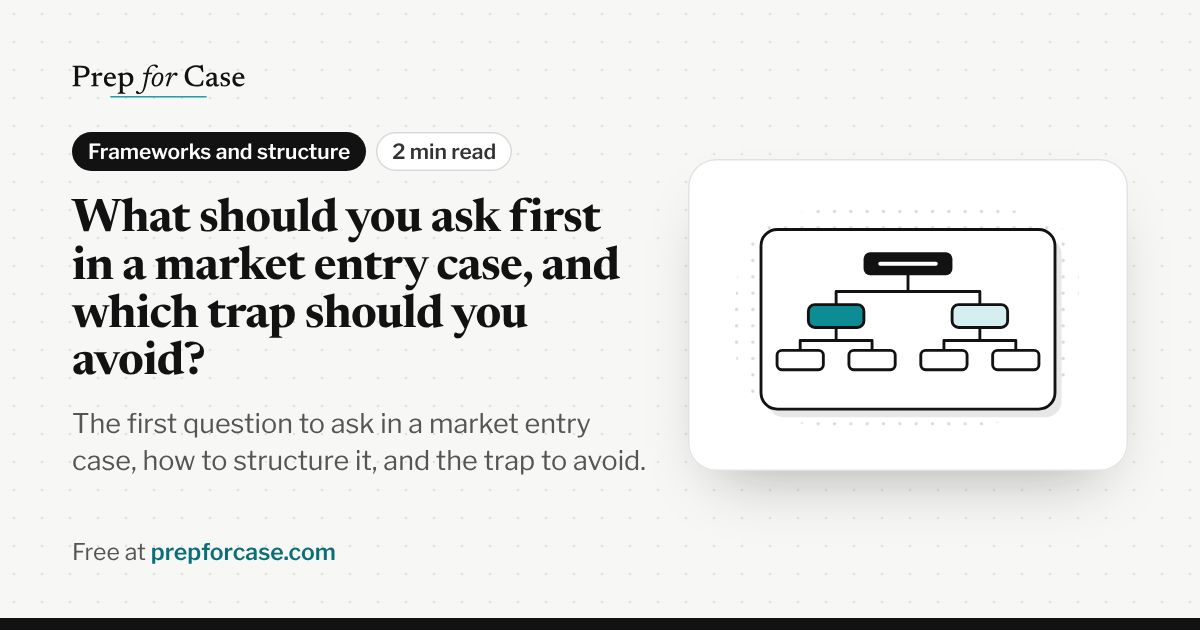 Prep for Case
Frameworks and structure
2 min read
What should you ask first
in a market entry case, and
which trap should you
avoid?
The first question to ask in a market entry
case, how to structure it, and the trap to avoid.
Free at prepforcase.com